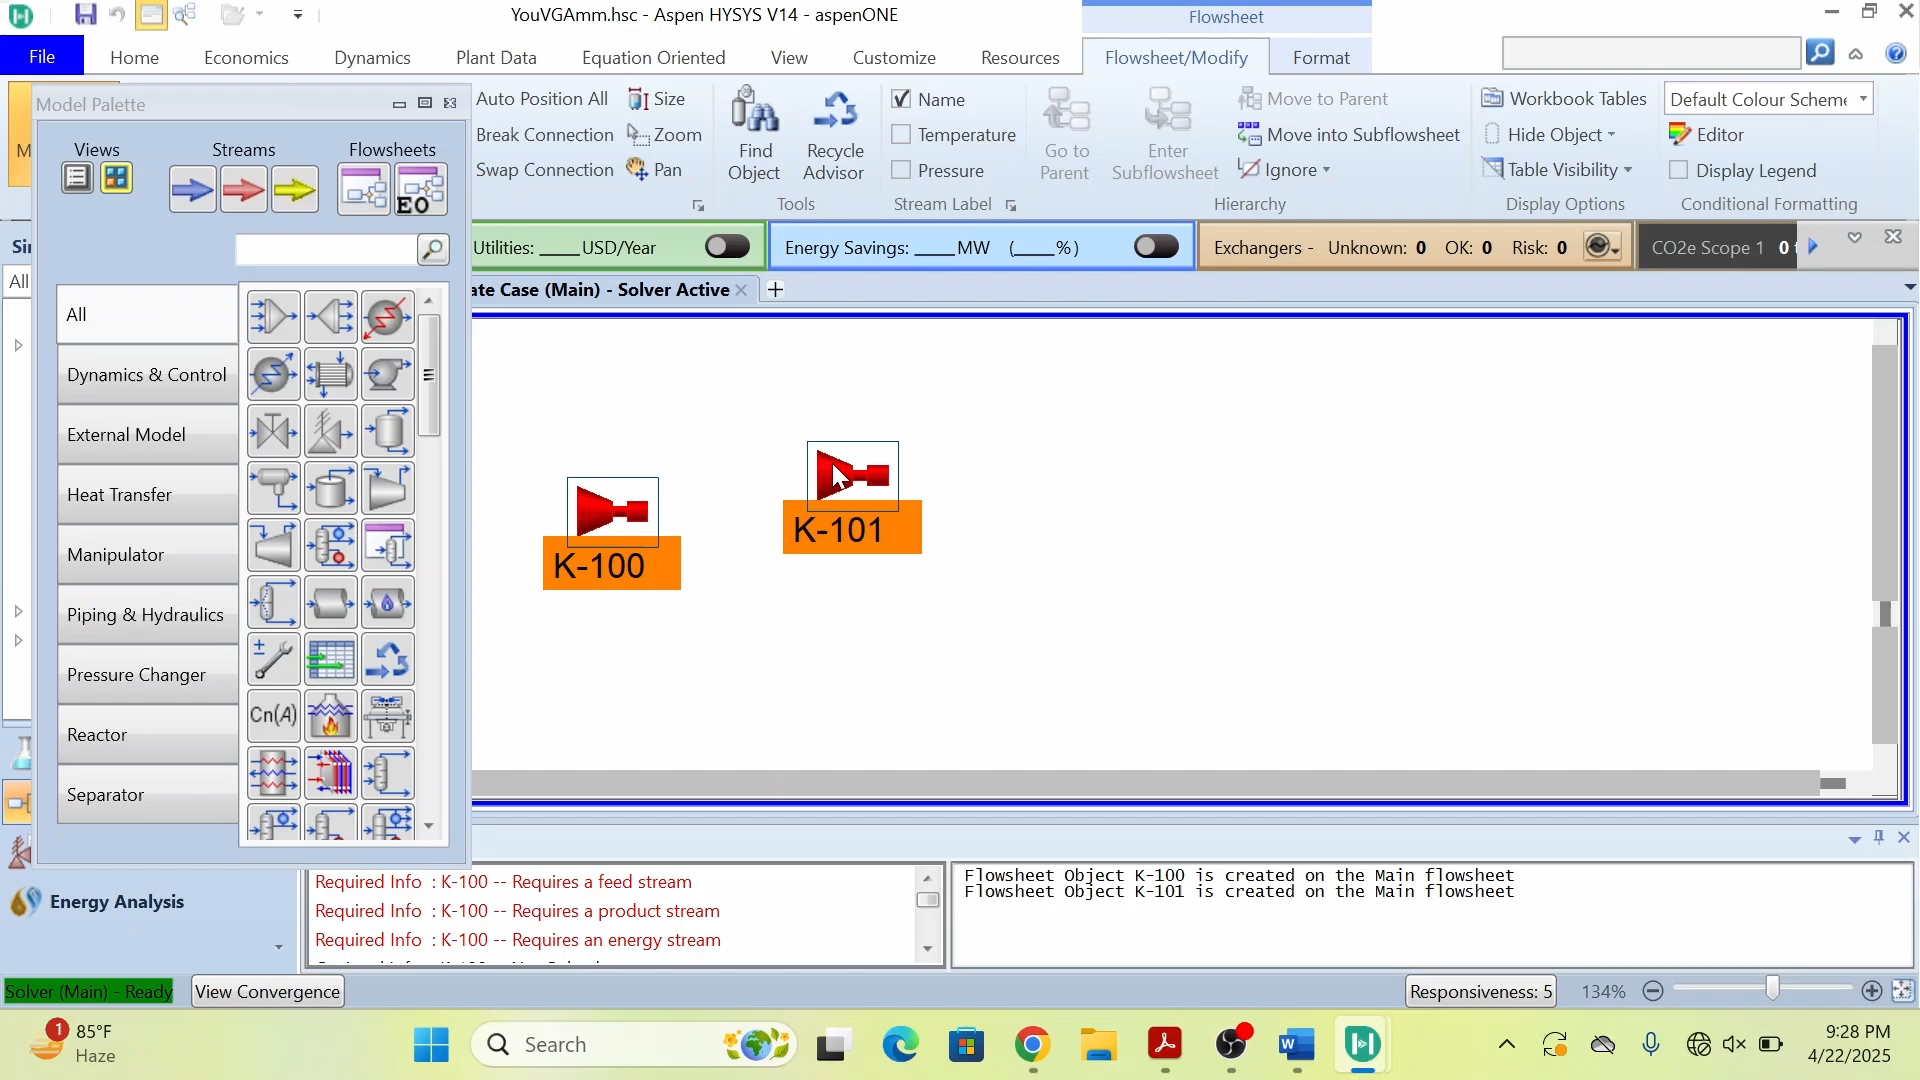 YouVGAmm.hsc - Aspen HYSYS V14 - aspenONE
Flowsheet
File
Home
Economics
Dynamics
Plant Data
Equation Oriented
View
Customize
Resources
Flowsheet/Modify
Format
Model Palette
Views
Streams
Flowsheets
EO
All
Dynamics & Control
External Model
Heat Transfer
Manipulator
Piping & Hydraulics
Pressure Changer
Reactor
Separator
Cn(A)
Auto Position All
Break Connection
Swap Connection
Size
Zoom
Pan
Find
Object
Recycle
Advisor
Tools
Name
Temperature
Pressure
Stream Label
Go to
Parent
Enter
Subflowsheet
Move to Parent
Move into Subflowsheet
Ignore
Hierarchy
Workbook Tables
Hide Object
Table Visibility
Display Options
Default Colour Scheme
Editor
Display Legend
Conditional Formatting
Utilities: ____USD/Year
Energy Savings: ____MW (____%)
Exchangers - Unknown: 0 OK: 0 Risk: 0
CO2e Scope 1 0
All
ate Case (Main) - Solver Active
K-100
K-101
Energy Analysis
Required Info : K-100 -- Requires a feed stream
Required Info : K-100 -- Requires a product stream
Required Info : K-100 -- Requires an energy stream
Flowsheet Object K-100 is created on the Main flowsheet
Flowsheet Object K-101 is created on the Main flowsheet
Solver (Main) - Ready
View Convergence
Responsiveness: 5
134%
1
85°F
Haze
Search
9:28 PM
4/22/2025